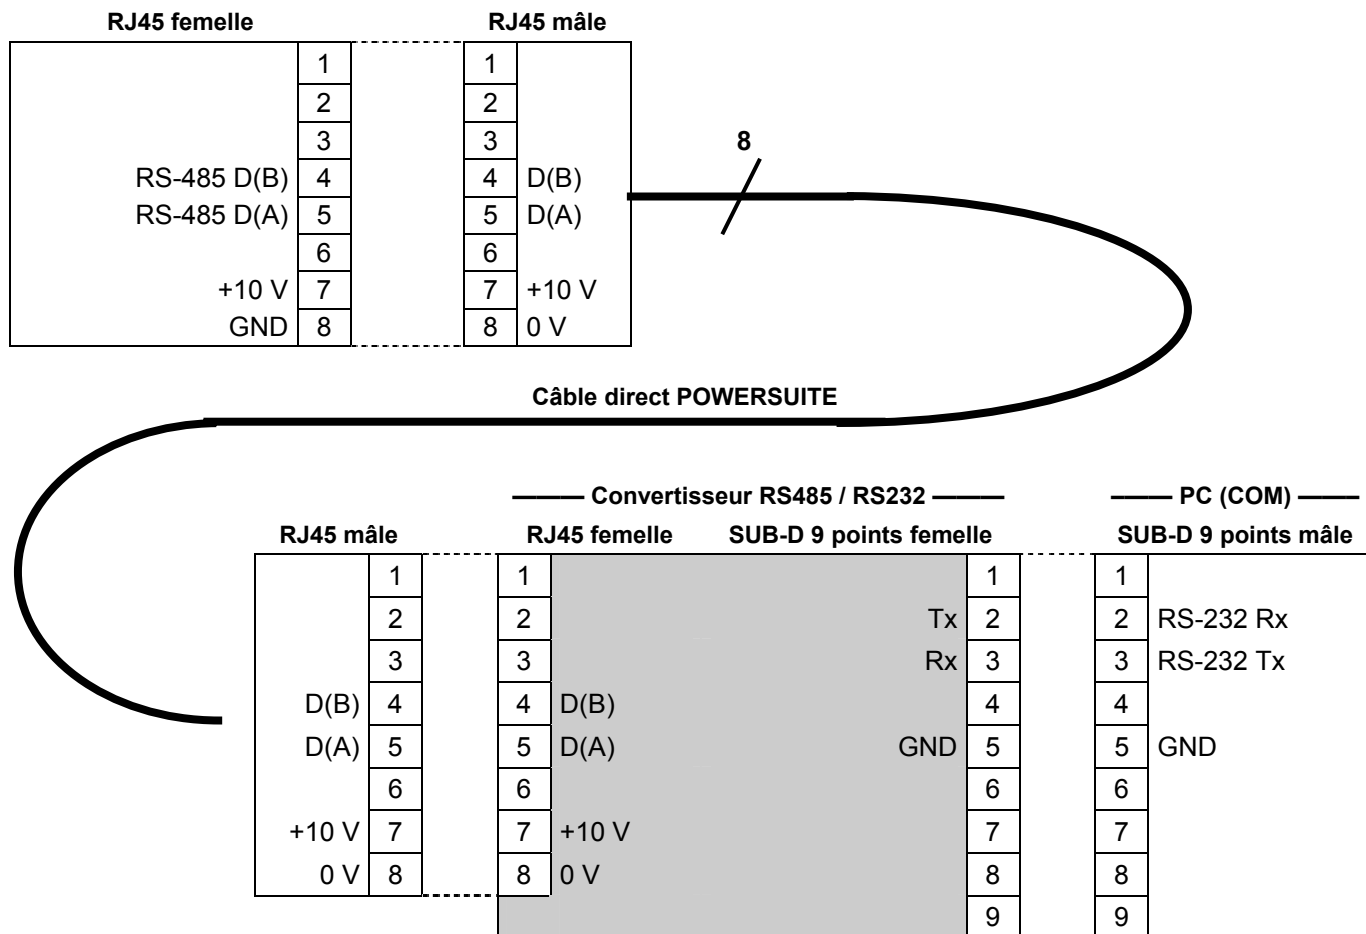 RJ45 femelle RJ45 mâle
1 1
2 2
3 3
8
RS-485 D(B) 4 4 D(B)
RS-485 D(A) 5 5 D(A)
6 6
+10 V 7 7 +10 V
GND 8 8 0 V
Câble direct POWERSUITE
Convertisseur RS485 / RS232 PC (COM)
RJ45 mâle RJ45 femelle SUB-D 9 points femelle SUB-D 9 points mâle
1 1 1 1
2 2 Tx 2 2 RS-232 Rx
3 3 Rx 3 3 RS-232 Tx
D(B) 4 4 D(B) 4 4
D(A) 5 5 D(A) GND 5 5 GND
6 6 6 6
+10 V 7 7 +10 V 7 7
0 V 8 8 0 V 8 8
9 9